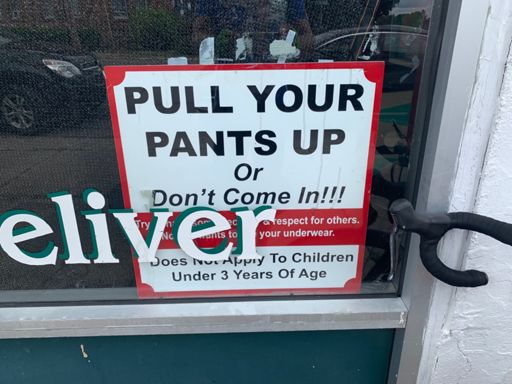 PULL YOUR
PANTS UP
Or
Don't Come In!!!
Try & respect for others.
your underwear.
Does Not Apply To Children
Under 3 Years Of Age
eliver